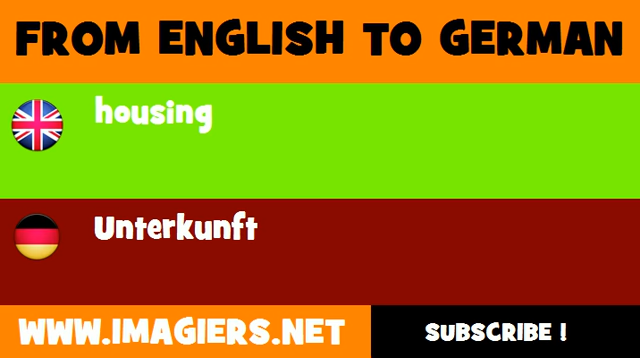 FROM ENGLISH TO GERMAN
housing
Unterkunft
WWW.IMAGIERS.NET
SUBSCRIBE !